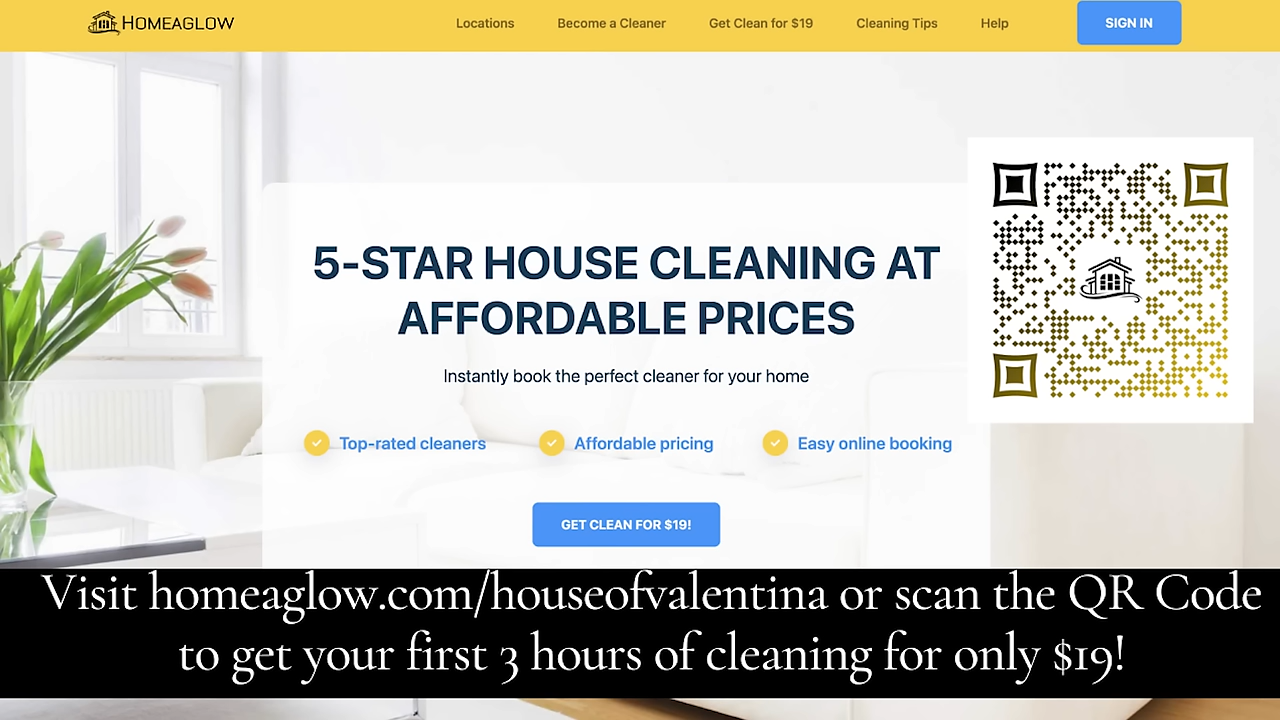 HOMEAGLOW
Locations
Become a Cleaner
Get Clean for $19
Cleaning Tips
Help
SIGN IN
5-STAR HOUSE CLEANING AT
AFFORDABLE PRICES
Instantly book the perfect cleaner for your home
Top-rated cleaners
Affordable pricing
Easy online booking
GET CLEAN FOR $19!
Visit homeaglow.com/houseofvalentina or scan the QR Code
to get your first 3 hours of cleaning for only $19!